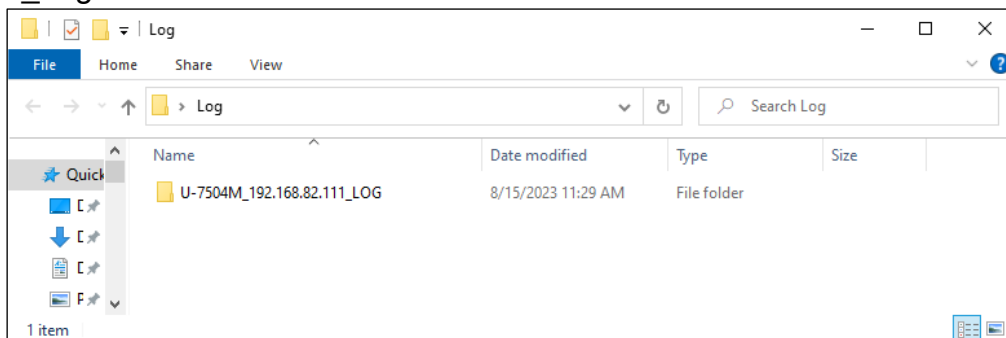 Log
File Home Share View
Log
Search Log
Name Date modified Type Size
Quick
U-7504M_192.168.82.111_LOG 8/15/2023 11:29 AM File folder
1 item